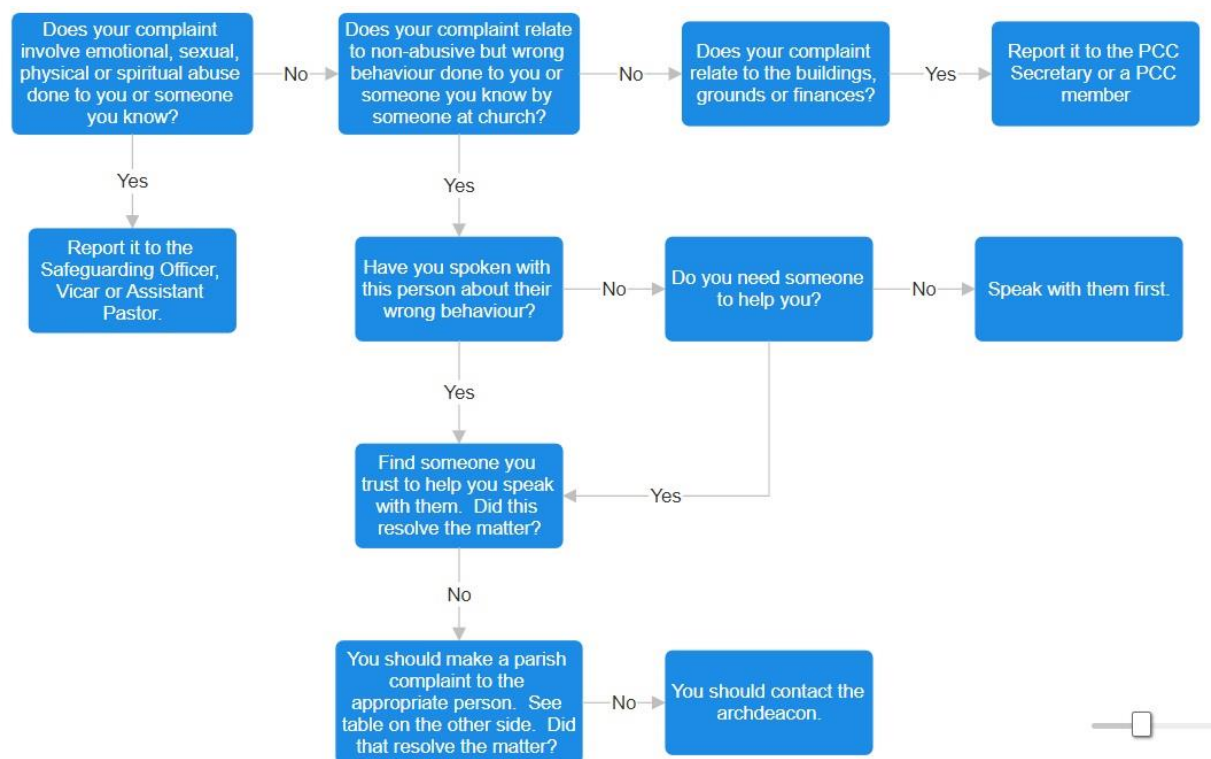 Does your complaint
involve emotional, sexual,
physical or spiritual abuse
done to you or someone
you know?
No
Does your complaint relate
to non-abusive but wrong
behaviour done to you or
someone you know by
someone at church?
No
Does your complaint
relate to the buildings,
grounds or finances?
Yes
Report it to the PCC
Secretary or a PCC
member
Yes
Report it to the
Safeguarding Officer,
Vicar or Assistant
Pastor.
Yes
Have you spoken with
this person about their
wrong behaviour?
No
Do you need someone
to help you?
No
Speak with them first.
Yes
Find someone you
trust to help you speak
with them. Did this
resolve the matter?
Yes
No
You should make a parish
complaint to the
appropriate person. See
table on the other side. Did
that resolve the matter?
No
You should contact the
archdeacon.